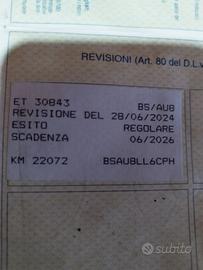 REVISIONI (Art. 80 del D.L.v
ET 30843 BS/AUB
REVISIONE DEL 28/06/2024
ESITO REGOLARE
SCADENZA 06/2026
KM 22072 BSAUBLL6CPH
subito